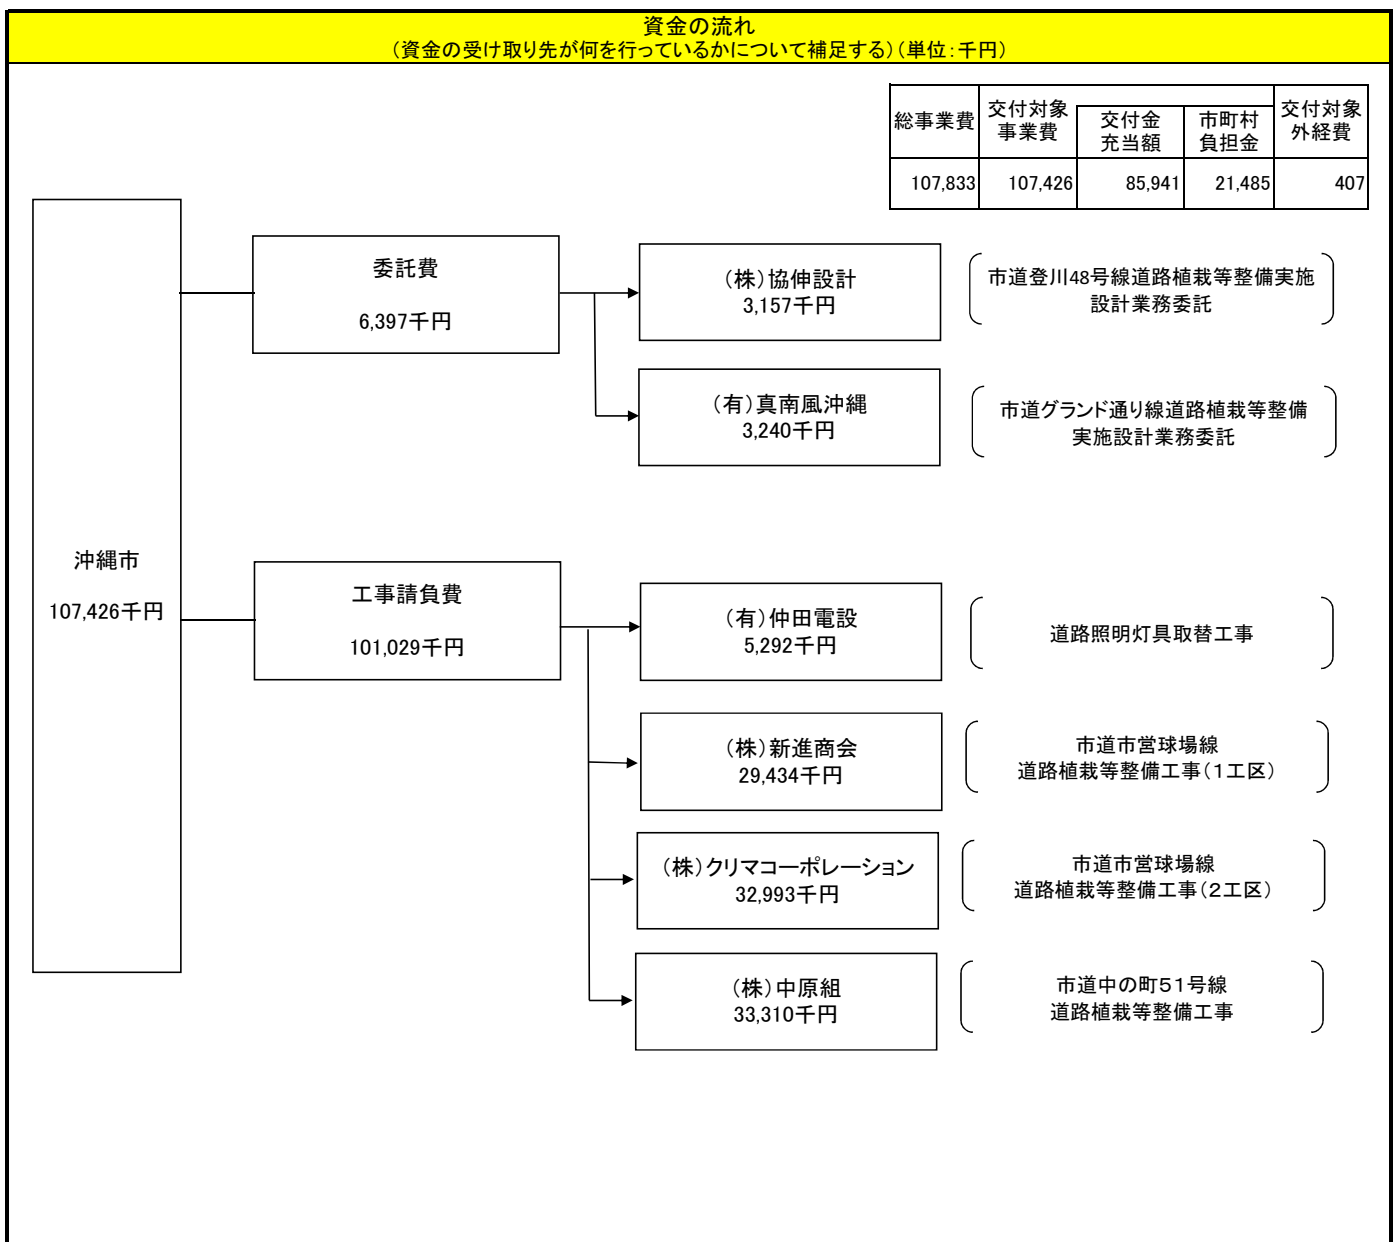 資金の流れ
（資金の受け取り先が何を行っているかについて補足する）（単位：千円）
総事業費
交付対象
事業費
交付金
充当額
市町村
負担金
交付対象
外経費
107,833
107,426
85,941
21,485
407
沖縄市
107,426千円
委託費
6,397千円
（株）協伸設計
3,157千円
市道登川48号線道路植栽等整備実施
設計業務委託
（有）真南風沖縄
3,240千円
市道グランド通り線道路植栽等整備
実施設計業務委託
工事請負費
101,029千円
（有）仲田電設
5,292千円
道路照明灯具取替工事
（株）新進商会
29,434千円
市道市営球場線
道路植栽等整備工事（１工区）
（株）クリマコーポレーション
32,993千円
市道市営球場線
道路植栽等整備工事（２工区）
（株）中原組
33,310千円
市道中の町５１号線
道路植栽等整備工事